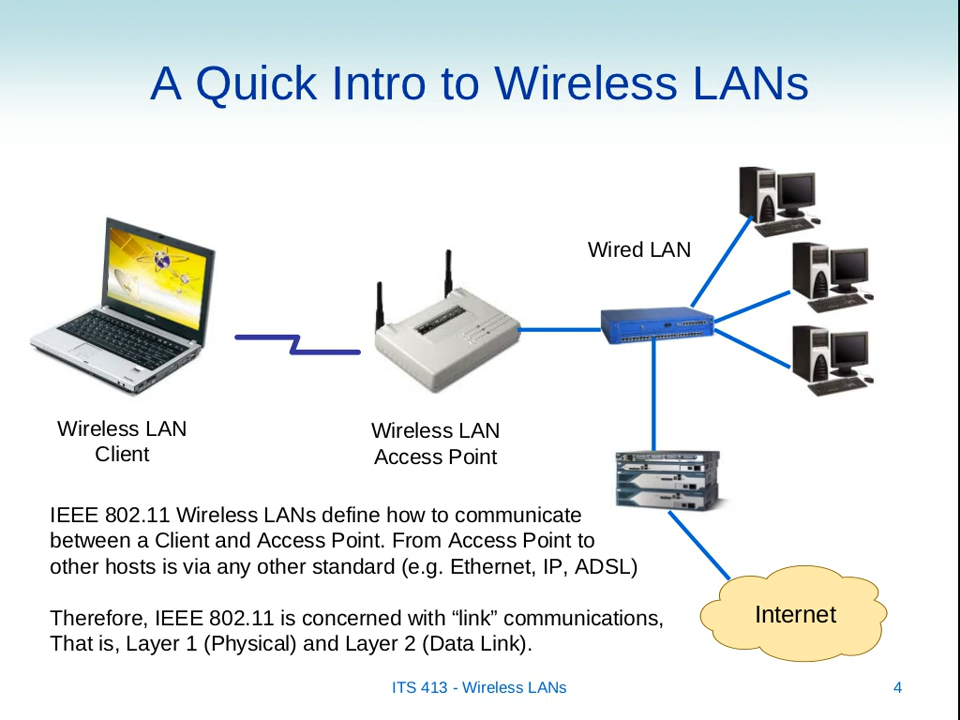 A Quick Intro to Wireless LANs
Wired LAN
Wireless LAN
Client
Wireless LAN
Access Point
IEEE 802.11 Wireless LANs define how to communicate
between a Client and Access Point. From Access Point to
other hosts is via any other standard (e.g. Ethernet, IP, ADSL)
Therefore, IEEE 802.11 is concerned with “link” communications,
That is, Layer 1 (Physical) and Layer 2 (Data Link).
Internet
ITS 413 - Wireless LANs
4